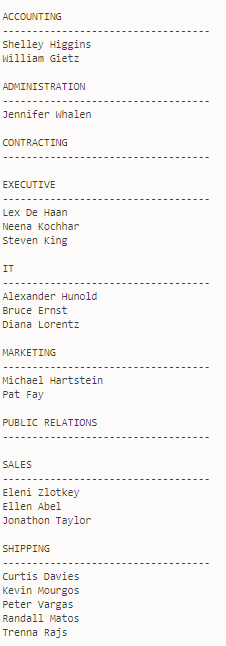 ACCOUNTING
----------------------------------
Shelley Higgins
William Gietz

ADMINISTRATION
----------------------------------
Jennifer Whalen

CONTRACTING
----------------------------------

EXECUTIVE
----------------------------------
Lex De Haan
Neena Kochhar
Steven King

IT
----------------------------------
Alexander Hunold
Bruce Ernst
Diana Lorentz

MARKETING
----------------------------------
Michael Hartstein
Pat Fay

PUBLIC RELATIONS
----------------------------------

SALES
----------------------------------
Eleni Zlotkey
Ellen Abel
Jonathon Taylor

SHIPPING
----------------------------------
Curtis Davies
Kevin Mourgos
Peter Vargas
Randall Matos
Trenna Rajs